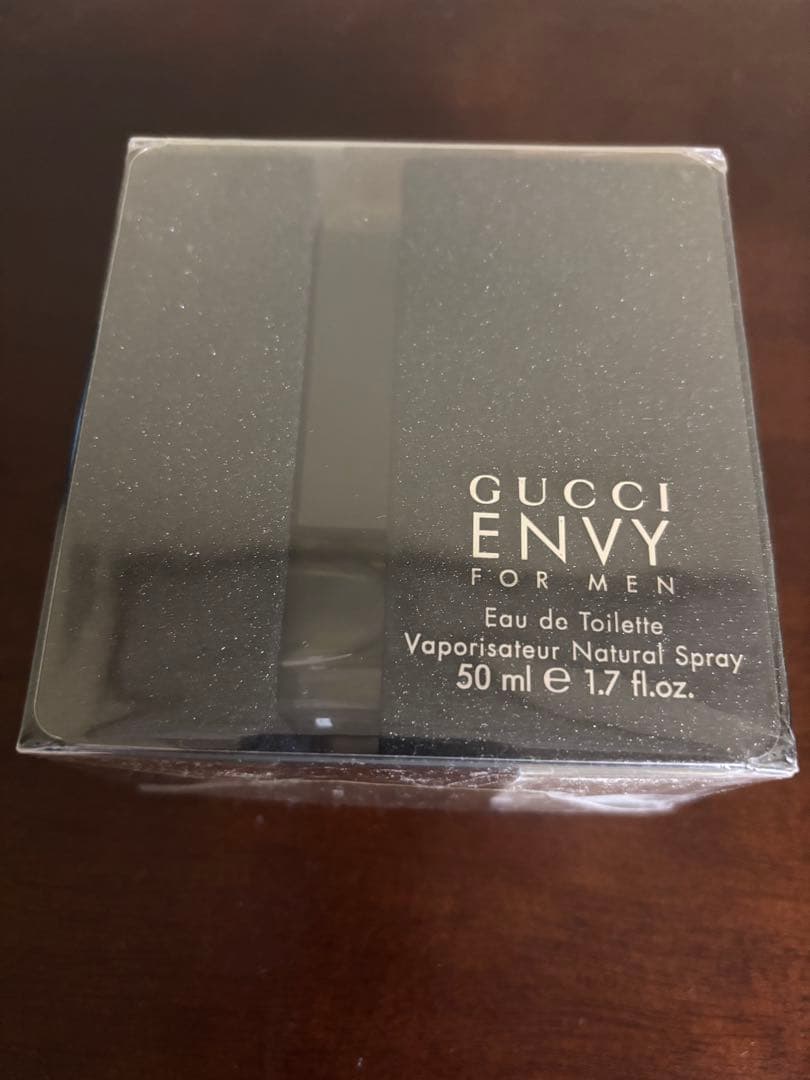 GUCCI
ENVY
FOR MEN
Eau de Toilette
Vaporisateur Natural Spray
50 ml e 1.7 fl.oz.